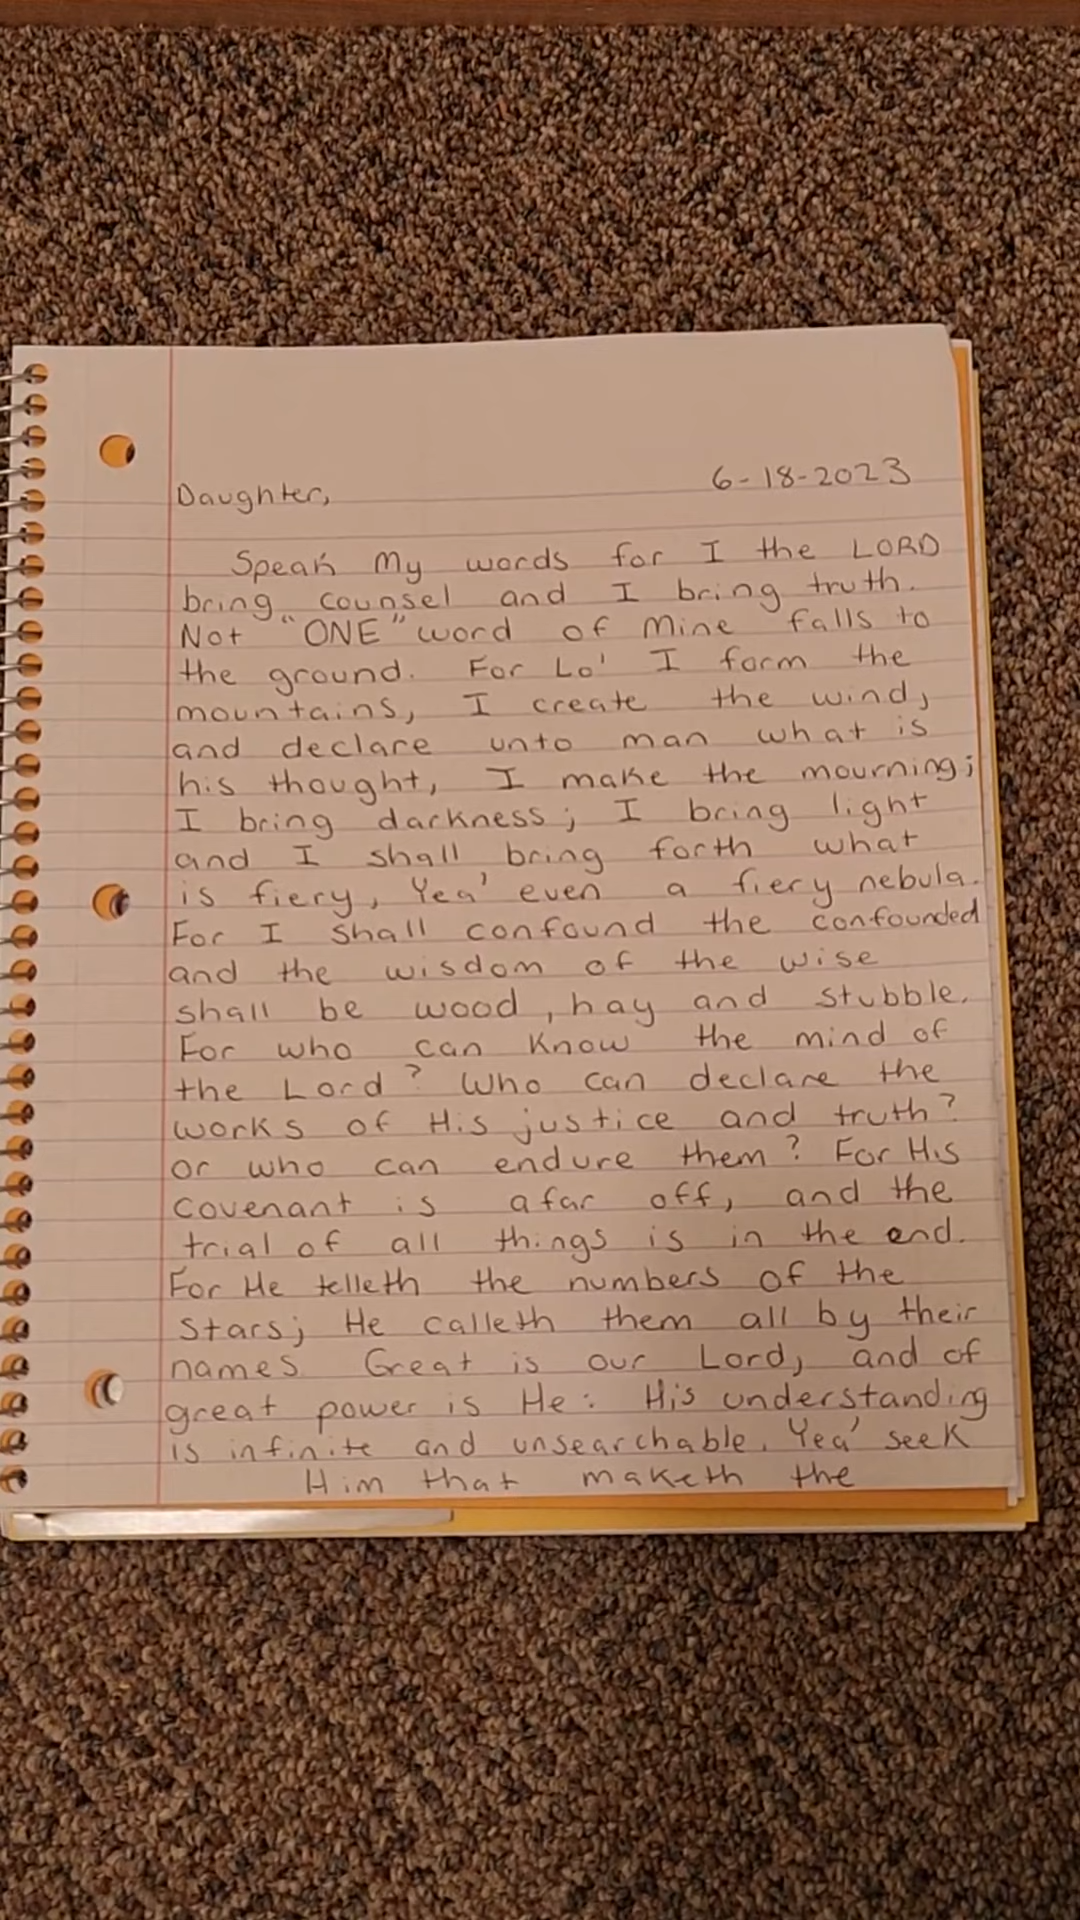 6-18-2023
Daughter,
Speak My words for I the LORD
bring counsel and I bring truth.
Not "ONE" word of Mine falls to
the ground. For Lo' I form the
mountains, I create the wind,
and declare unto man what is
his thought, I make the mourning;
I bring darkness; I bring light
and I shall bring forth what
is fiery, Yea' even a fiery nebula.
For I shall confound the confounded
and the wisdom of the wise
shall be wood, hay and stubble.
For who can know the mind of
the Lord? Who can declare the
works of His justice and truth?
or who can endure them? For His
covenant is afar off, and the
trial of all things is in the end.
For He telleth the numbers of the
stars; He calleth them all by their
names. Great is our Lord, and of
great power is He: His understanding
is infinite and unsearchable. Yea' seek
Him that maketh the